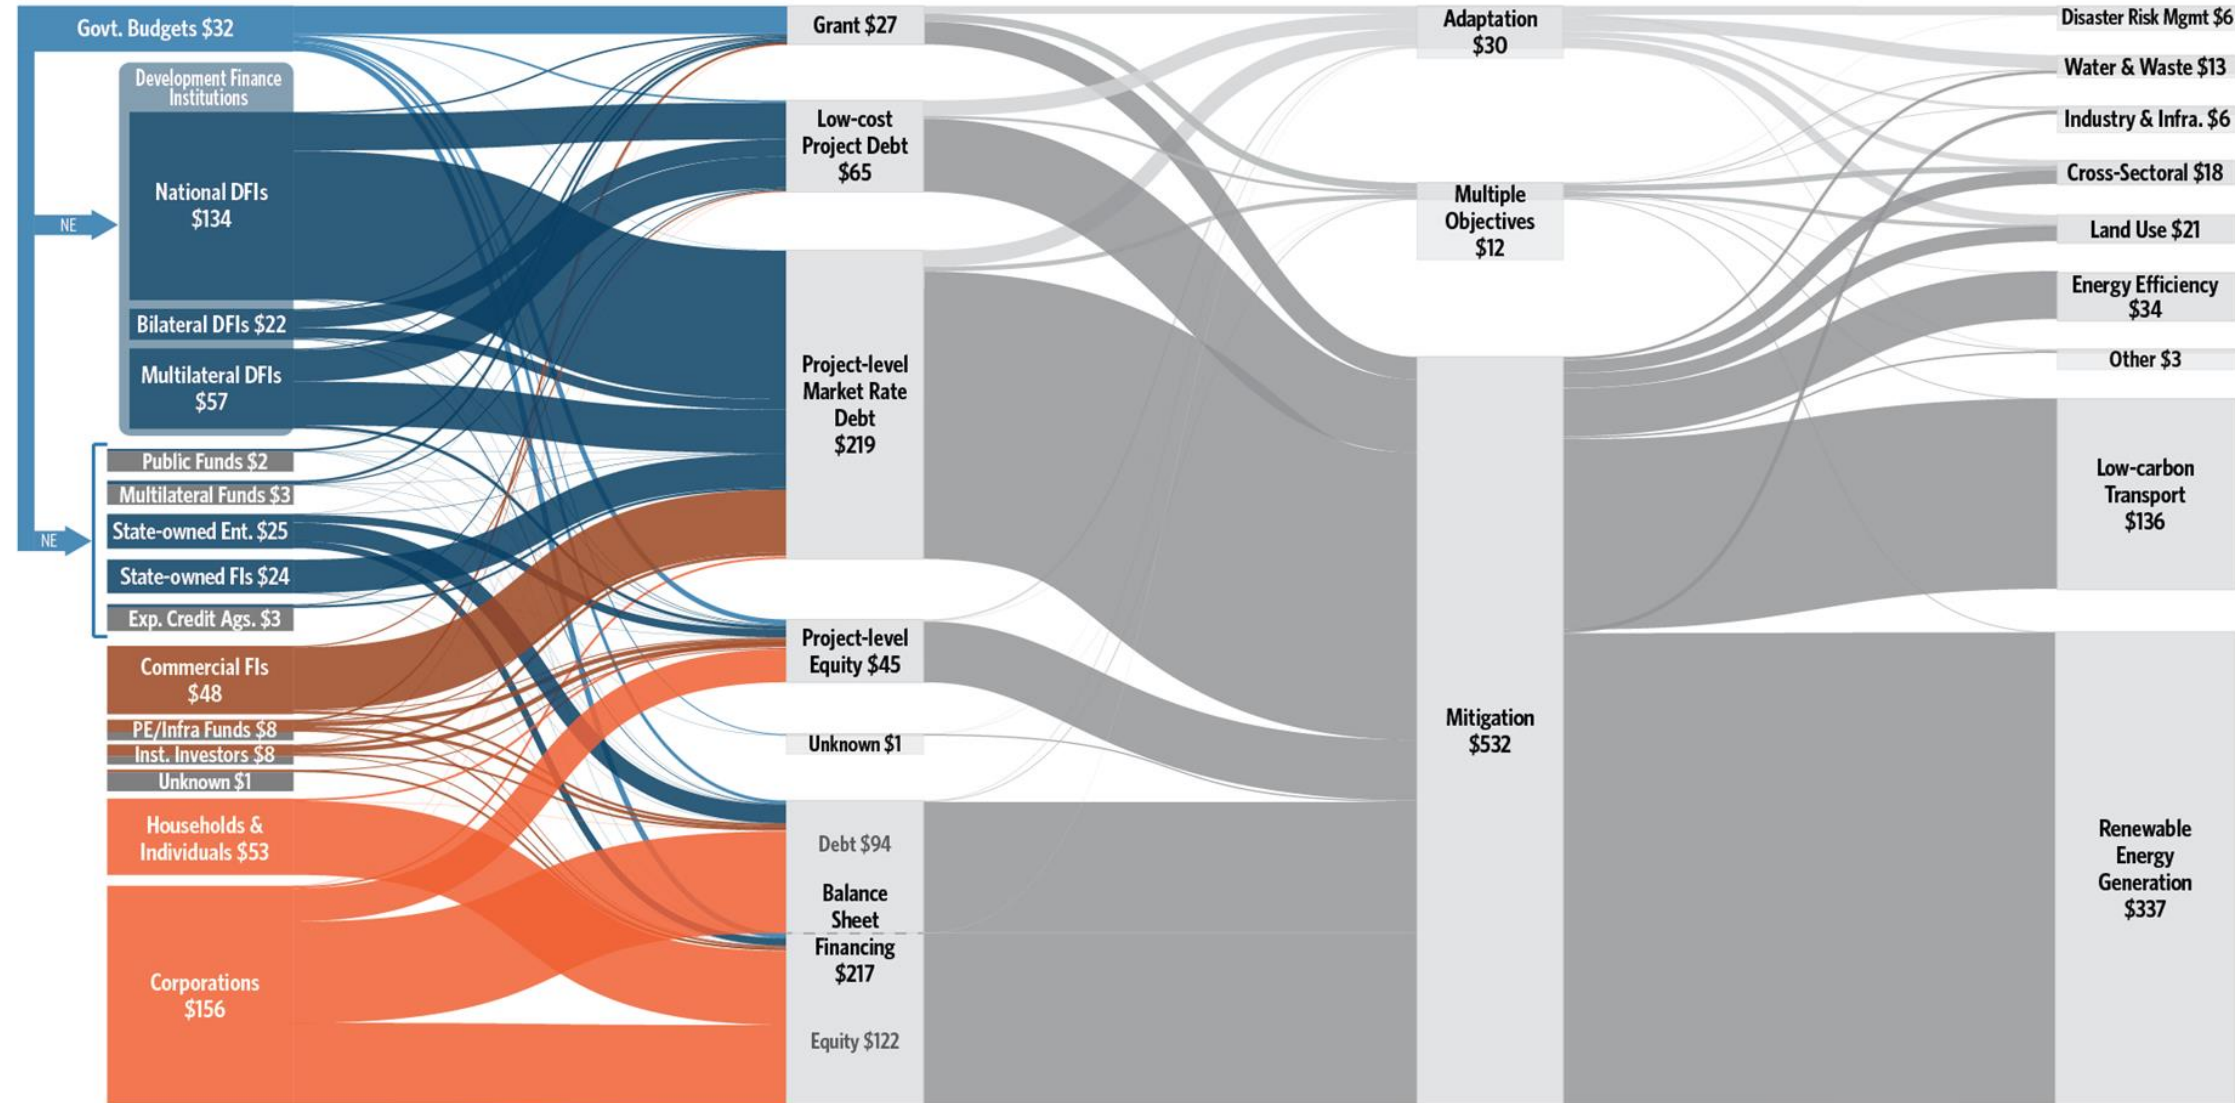 Govt. Budgets $32
Development Finance
Institutions
National DFIs
$134
NE
Bilateral DFIs $22
Multilateral DFIs
$57
Public Funds $2
Multilateral Funds $3
State-owned Ent. $25
NE
State-owned FIs $24
Exp. Credit Ags. $3
Commercial FIs
$48
PE/Infra Funds $8
Inst. Investors $8
Unknown $1
Households &
Individuals $53
Corporations
$156
Grant $27
Low-cost
Project Debt
$65
Project-level
Market Rate
Debt
$219
Project-level
Equity $45
Unknown $1
Debt $94
Balance
Sheet
Financing
$217
Equity $122
Adaptation
$30
Multiple
Objectives
$12
Mitigation
$532
Disaster Risk Mgmt $6
Water & Waste $13
Industry & Infra. $6
Cross-Sectoral $18
Land Use $21
Energy Efficiency
$34
Other $3
Low-carbon
Transport
$136
Renewable
Energy
Generation
$337